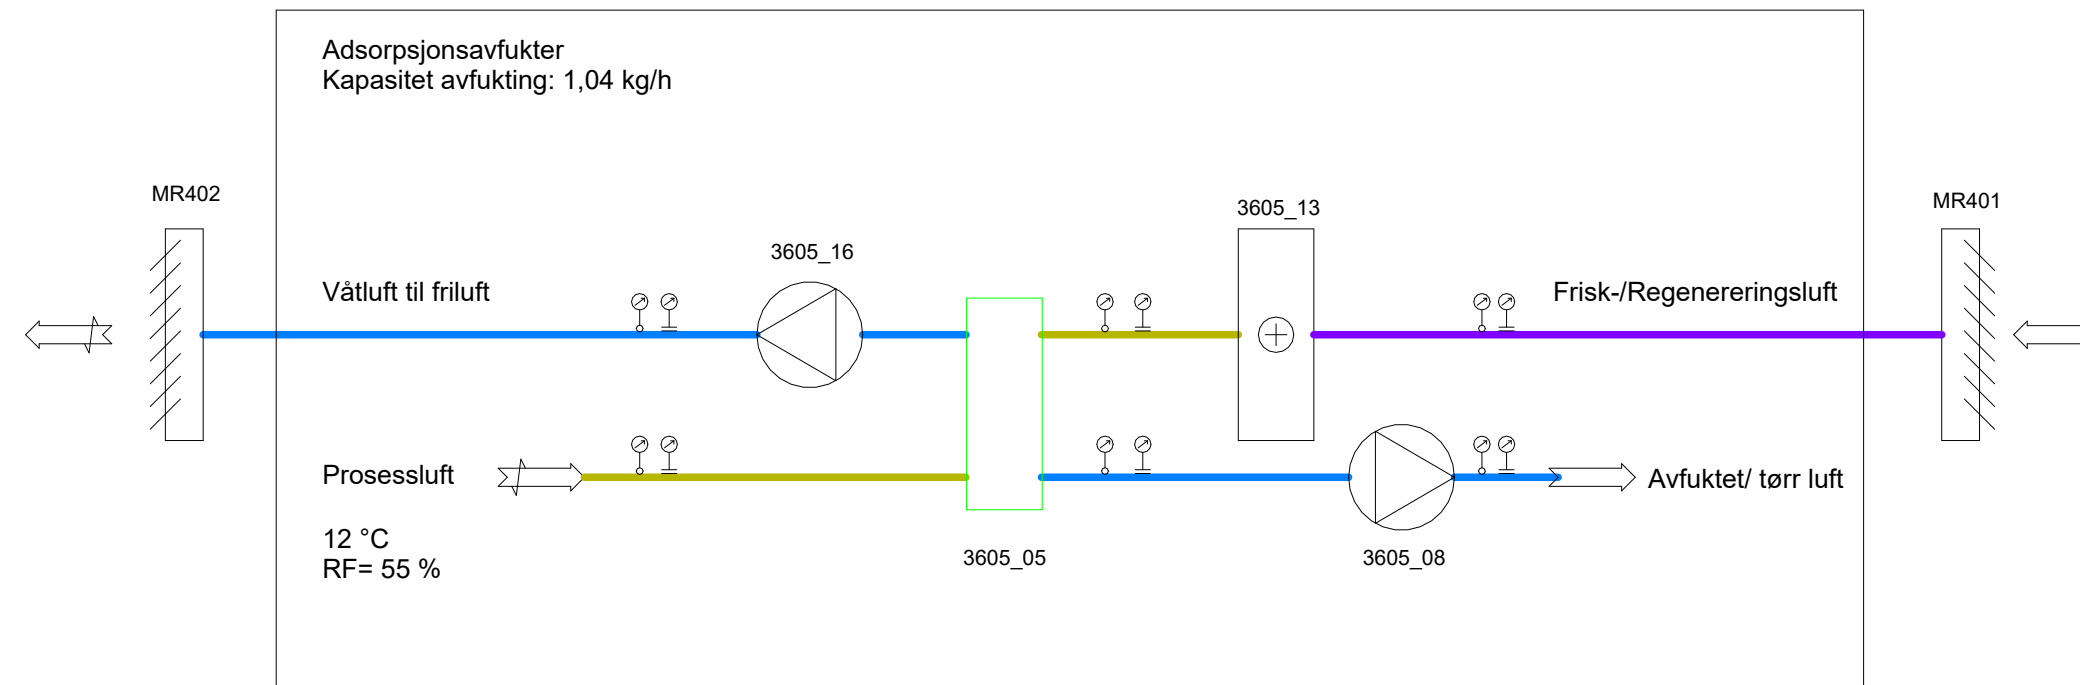 Adsorpsjonsavfukter
Kapasitet avfukting: 1,04 kg/h
MR402
3605_16
3605_13
MR401
Våtluft til friluft
Frisk-/Regenereringsluft
Prosessluft
Avfuktet/ tørr luft
12 °C
RF= 55 %
3605_05
3605_08